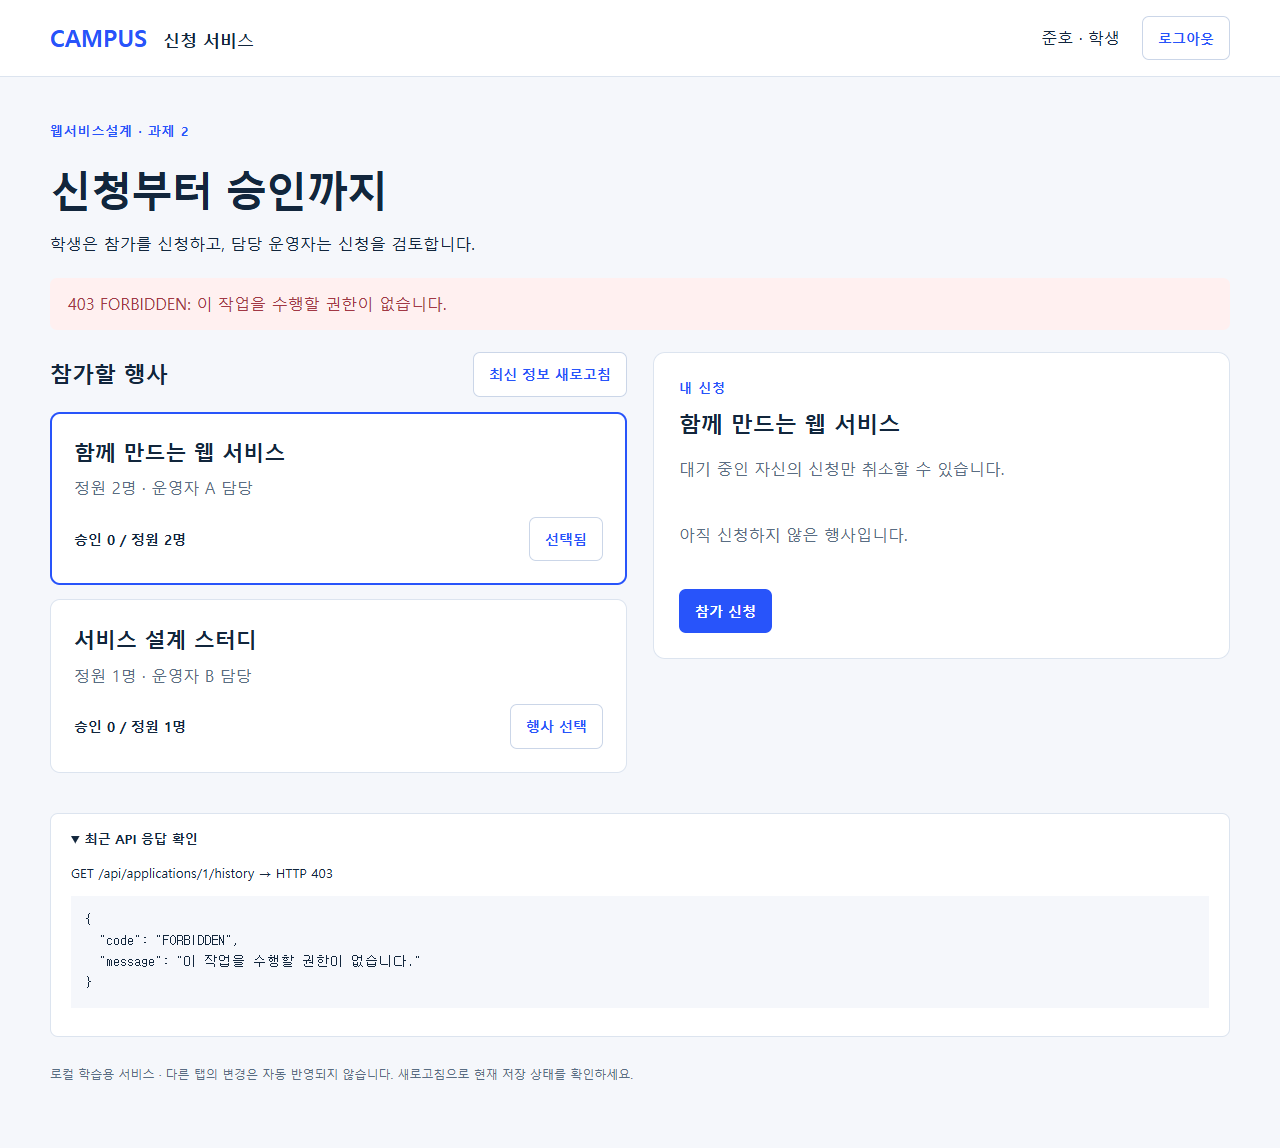 CAMPUS 신청 서비스
준호 · 학생
로그아웃
웹서비스설계 · 과제 2
신청부터 승인까지
학생은 참가를 신청하고, 담당 운영자는 신청을 검토합니다.
403 FORBIDDEN: 이 작업을 수행할 권한이 없습니다.
참가할 행사
최신 정보 새로고침
함께 만드는 웹 서비스
정원 2명 · 운영자 A 담당
승인 0 / 정원 2명
선택됨
서비스 설계 스터디
정원 1명 · 운영자 B 담당
승인 0 / 정원 1명
행사 선택
내 신청
함께 만드는 웹 서비스
대기 중인 자신의 신청만 취소할 수 있습니다.
아직 신청하지 않은 행사입니다.
참가 신청
▼ 최근 API 응답 확인
GET /api/applications/1/history → HTTP 403
{
"code": "FORBIDDEN",
"message": "이 작업을 수행할 권한이 없습니다."
}
로컬 학습용 서비스 · 다른 탭의 변경은 자동 반영되지 않습니다. 새로고침으로 현재 저장 상태를 확인하세요.